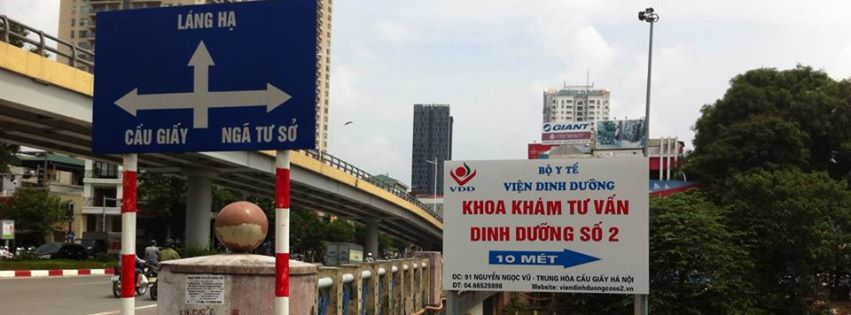 LÁNG HẠ
CẦU GIẤY NGÃ TƯ SỞ
GIANT
VDD
BỘ Y TẾ
VIỆN DINH DƯỠNG
KHOA KHÁM TƯ VẤN
DINH DƯỠNG SỐ 2
10 MÉT
DC: 91 NGUYỄN NGỌC VŨ - TRUNG HÒA CẦU GIẤY HÀ NỘI
DT: 04.66525898 Website: viendinhduongcoso2.vn